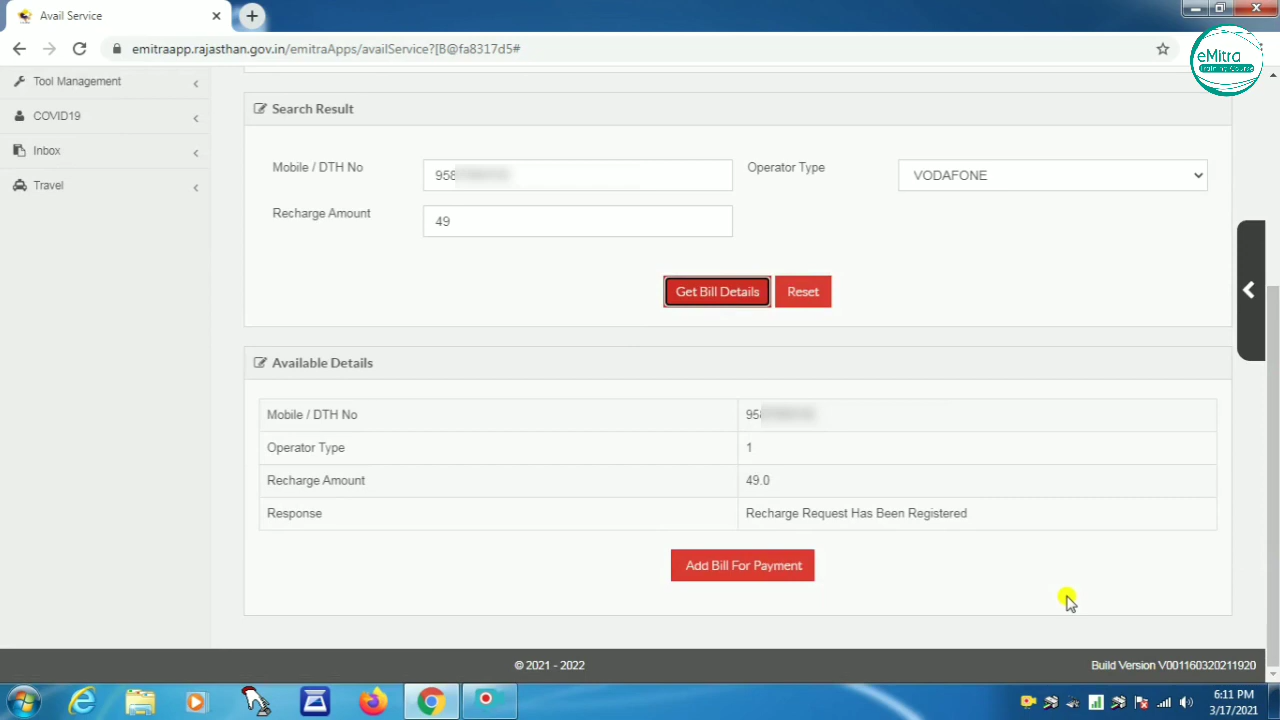 Avail Service
emitraapp.rajasthan.gov.in/emitraApps/availService?[B@fa8317d5#
eMitra
Training Course
Tool Management
COVID19
Inbox
Travel
Search Result
Mobile / DTH No
958
Operator Type
VODAFONE
Recharge Amount
49
Get Bill Details
Reset
Available Details
Mobile / DTH No
Operator Type
1
Recharge Amount
49.0
Response
Recharge Request Has Been Registered
Add Bill For Payment
© 2021 - 2022
Build Version V001160320211920
6:11 PM
3/17/2021